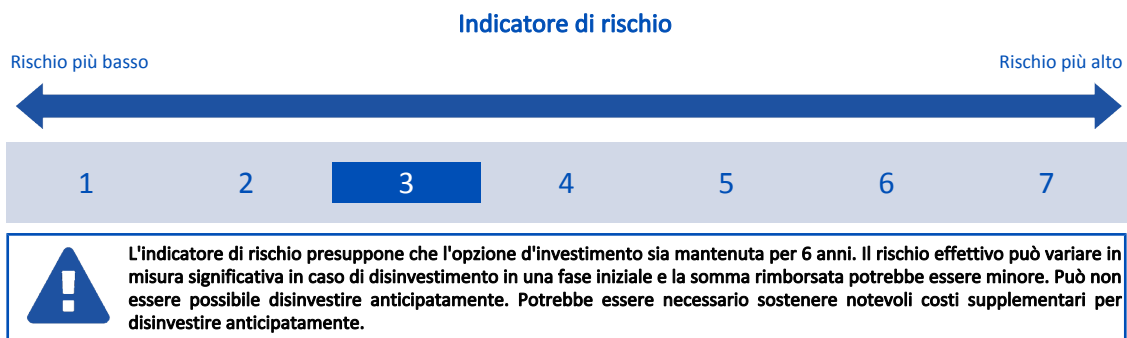 Indicatore di rischio
Rischio più basso
Rischio più alto
1 2 3 4 5 6 7
L'indicatore di rischio presuppone che l'opzione d'investimento sia mantenuta per 6 anni. Il rischio effettivo può variare in
misura significativa in caso di disinvestimento in una fase iniziale e la somma rimborsata potrebbe essere minore. Può non
essere possibile disinvestire anticipatamente. Potrebbe essere necessario sostenere notevoli costi supplementari per
disinvestire anticipatamente.